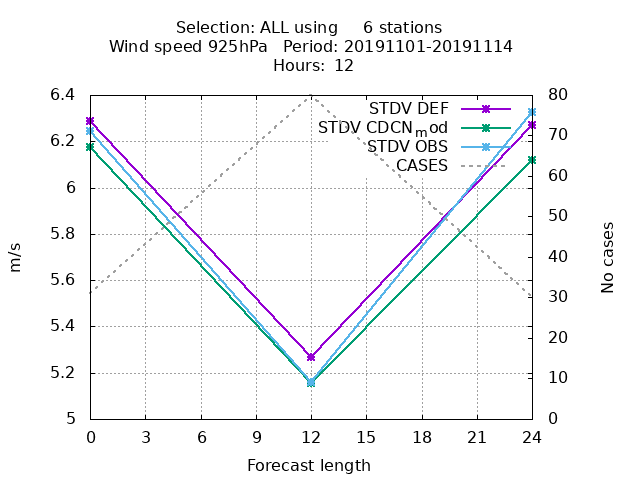 Selection: ALL using 6 stations
Wind speed 925hPa Period: 20191101-20191114
Hours: 12
6.4
6.2
6
5.8
5.6
5.4
5.2
5
m/s
80
70
60
50
40
30
20
10
0
No cases
STDV DEF
STDV CDCN_mod
STDV OBS
CASES
0 3 6 9 12 15 18 21 24
Forecast length